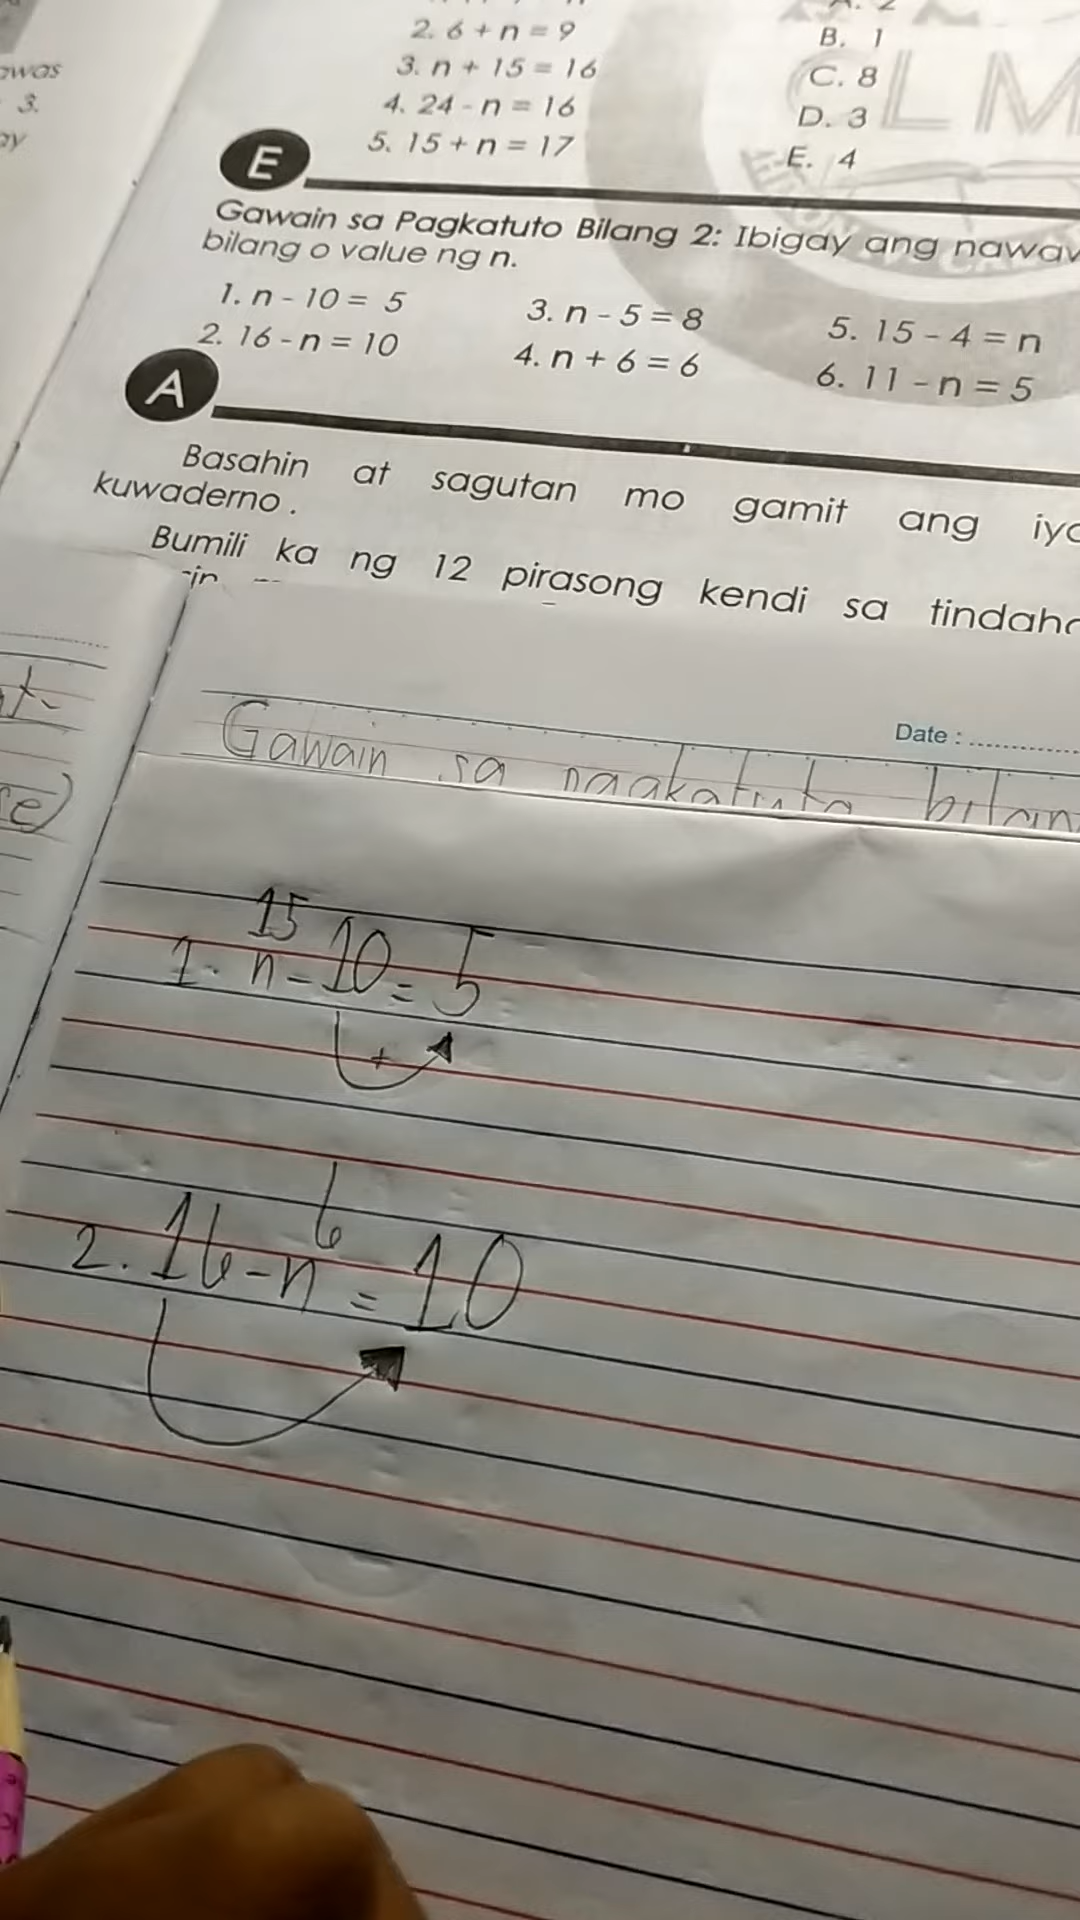 2. 6 + n = 9
3. n + 15 = 16
4. 24 - n = 16
5. 15 + n = 17
B. 1
C. 8
D. 3
E. 4
LM
3.
E
Gawain sa Pagkatuto Bilang 2: Ibigay ang
bilang o value ng n.
1. n - 10 = 5
2. 16 - n = 10
3. n - 5 = 8
4. n + 6 = 6
5. 15 - 4 = n
6. 11 - n = 5
A
Basahin at sagutan mo gamit ang
kuwaderno.
Bumili ka ng 12 pirasong kendi sa
Date :
Gawain sa pagkatuto
15
1. n - 10 = 5
+
6
2. 16 - n = 10